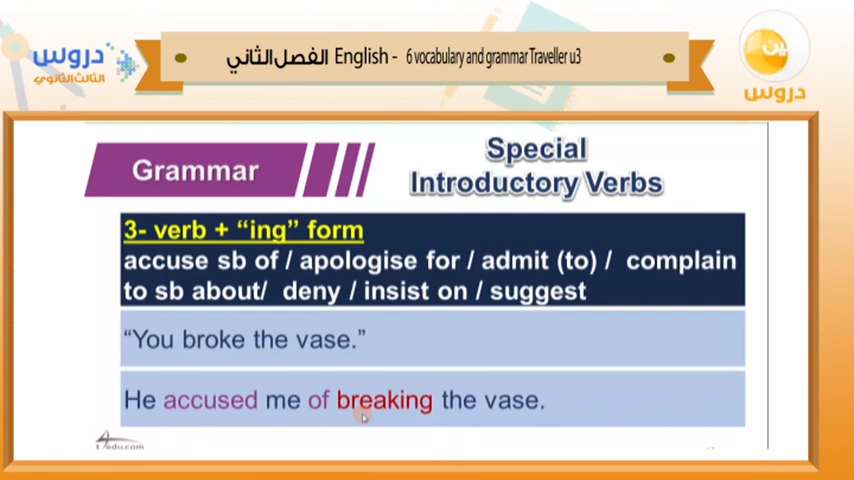 دروس
الثالث الثانوي
الفصل الثاني English - 6 vocabulary and grammar Traveller u3
عين
دروس
Grammar
Special
Introductory Verbs
3- verb + “ing” form
accuse sb of / apologise for / admit (to) / complain
to sb about/ deny / insist on / suggest
“You broke the vase.”
He accused me of breaking the vase.